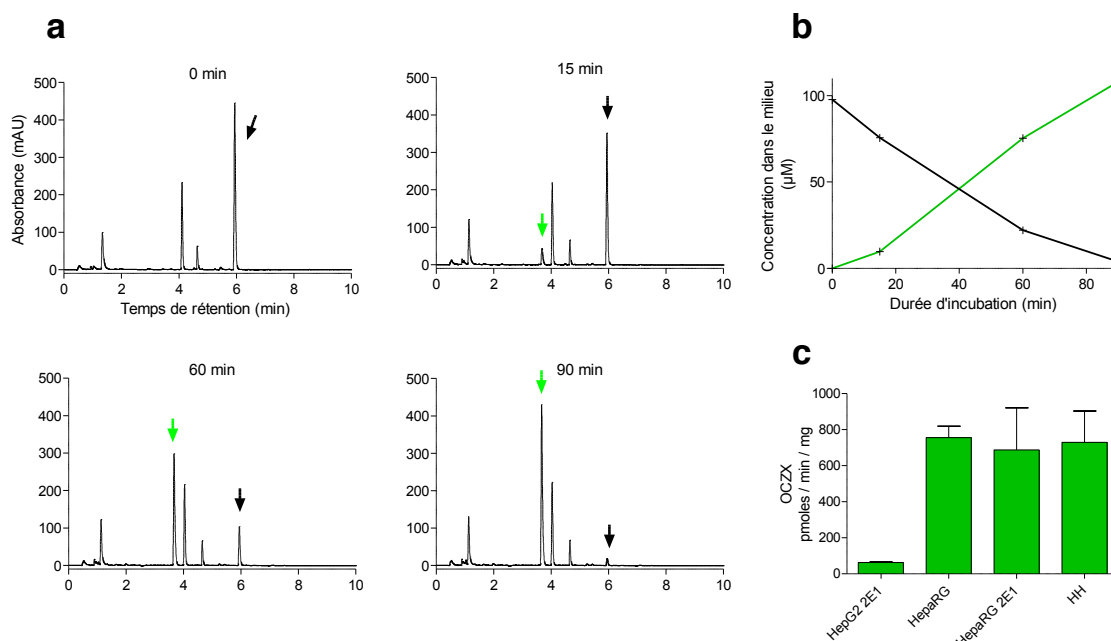 a
0 min
500
400
300
200
100
0
0 2 4 6 8 10
Absorbance (mAU)
Temps de rétention (min)
15 min
500
400
300
200
100
0
0 2 4 6 8 10
60 min
500
400
300
200
100
0
0 2 4 6 8 10
90 min
500
400
300
200
100
0
0 2 4 6 8 10
b
100
50
0
0 20 40 60 80
Concentration dans le milieu
(µM)
Durée d'incubation (min)
c
1000
800
600
400
200
0
OCZX
pmoles / min / mg
HepG2 2E1
HepaRG
HepaRG 2E1
HH